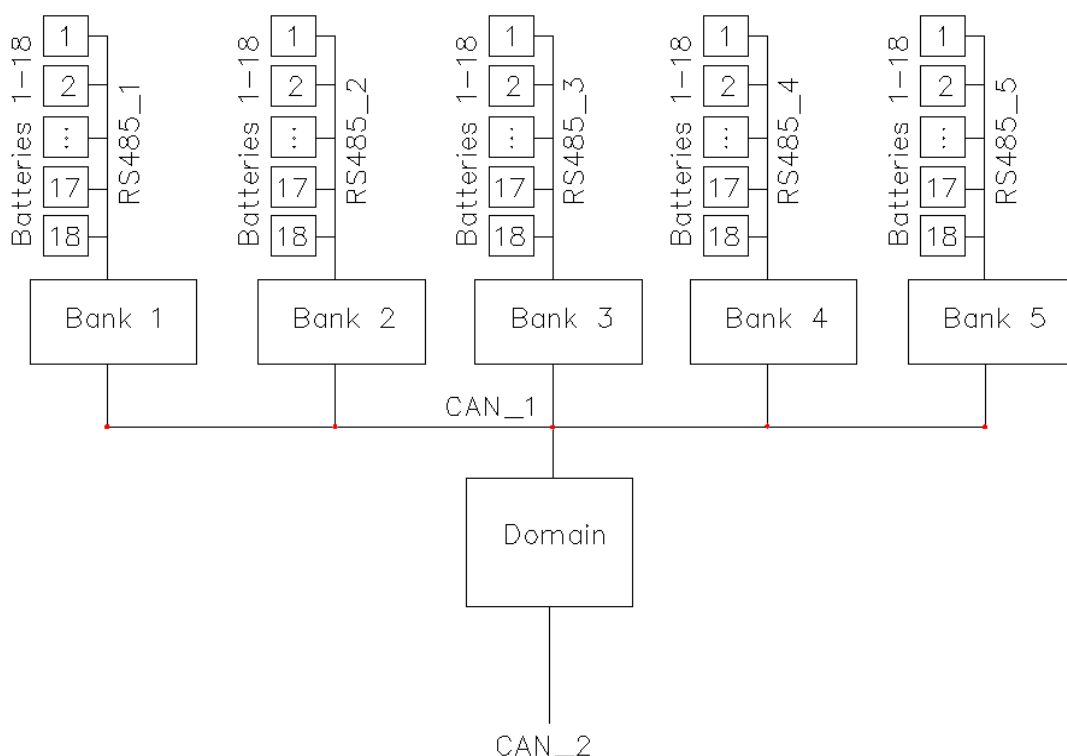 Batteries 1-18
1
2
...
17
18
RS485_1
Batteries 1-18
1
2
...
17
18
RS485_2
Batteries 1-18
1
2
...
17
18
RS485_3
Batteries 1-18
1
2
...
17
18
RS485_4
Batteries 1-18
1
2
...
17
18
RS485_5
Bank 1
Bank 2
Bank 3
Bank 4
Bank 5
CAN_1
Domain
CAN_2